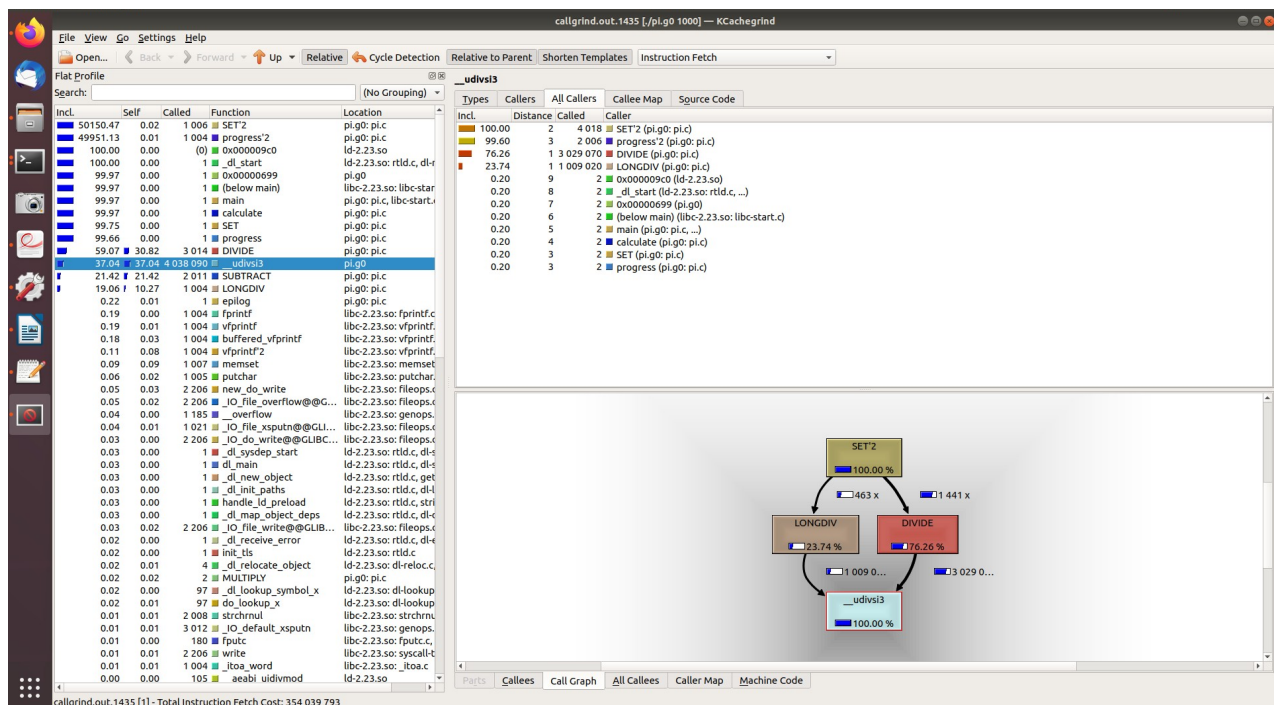 callgrind.out.1435 [./pi.g0 1000] — KCachegrind
File View Go Settings Help
Open... Back Forward Up Relative Cycle Detection Relative to Parent Shorten Templates Instruction Fetch
Flat Profile
Search: (No Grouping)
Incl. Self Called Function Location
50150.47 0.02 1 006 SET'2 pi.g0: pi.c
49951.13 0.01 1 004 progress'2 pi.g0: pi.c
100.00 0.00 (0) 0x000009c0 ld-2.23.so
100.00 0.00 1 _dl_start ld-2.23.so: rtld.c, dl-r
99.97 0.00 1 0x00000699 pi.g0
99.97 0.00 1 (below main) libc-2.23.so: libc-star
99.97 0.00 1 main pi.g0: pi.c, libc-start.
99.97 0.00 1 calculate pi.g0: pi.c
99.75 0.00 1 SET pi.g0: pi.c
99.66 0.00 1 progress pi.g0: pi.c
59.07 30.82 3 014 DIVIDE pi.g0: pi.c
37.04 37.04 4 038 090 __udivsi3 pi.g0
21.42 21.42 2 011 SUBTRACT pi.g0: pi.c
19.06 10.27 1 004 LONGDIV pi.g0: pi.c
0.22 0.01 1 epilog pi.g0: pi.c
0.19 0.00 1 004 fprintf libc-2.23.so: fprintf.c
0.19 0.01 1 004 vfprintf libc-2.23.so: vfprintf.
0.18 0.03 1 004 buffered_vfprintf libc-2.23.so: vfprintf.
0.11 0.08 1 004 vfprintf'2 libc-2.23.so: vfprintf.
0.09 0.09 1 007 memset libc-2.23.so: memset
0.06 0.02 1 005 putchar libc-2.23.so: putchar.
0.05 0.03 2 206 new_do_write libc-2.23.so: fileops.c
0.05 0.02 2 206 _IO_file_overflow@@G... libc-2.23.so: fileops.c
0.04 0.00 1 185 __overflow libc-2.23.so: genops.
0.04 0.01 1 021 _IO_file_xsputn@@GLI... libc-2.23.so: fileops.c
0.03 0.00 2 206 _IO_do_write@@GLIBC... libc-2.23.so: fileops.c
0.03 0.00 1 _dl_sysdep_start ld-2.23.so: rtld.c, dl-s
0.03 0.00 1 dl_main ld-2.23.so: rtld.c, dl-s
0.03 0.00 1 _dl_new_object ld-2.23.so: rtld.c, get
0.03 0.00 1 _dl_init_paths ld-2.23.so: rtld.c, dl-l
0.03 0.00 1 handle_ld_preload ld-2.23.so: rtld.c, stri
0.03 0.00 1 _dl_map_object_deps ld-2.23.so: rtld.c, dl-c
0.03 0.02 2 206 _IO_file_write@@GLIB... libc-2.23.so: fileops.c
0.02 0.00 1 _dl_receive_error ld-2.23.so: rtld.c, dl-e
0.02 0.00 1 init_tls ld-2.23.so: rtld.c
0.02 0.01 4 _dl_relocate_object ld-2.23.so: dl-reloc.c,
0.02 0.02 2 MULTIPLY pi.g0: pi.c
0.02 0.00 97 _dl_lookup_symbol_x ld-2.23.so: dl-lookup
0.02 0.01 97 do_lookup_x ld-2.23.so: dl-lookup
0.01 0.01 2 008 strchrnul libc-2.23.so: strchrnu
0.01 0.01 3 012 _IO_default_xsputn libc-2.23.so: genops.
0.01 0.00 180 fputc libc-2.23.so: fputc.c,
0.01 0.01 2 206 write libc-2.23.so: syscall-t
0.01 0.01 1 004 _itoa_word libc-2.23.so: _itoa.c
0.00 0.00 105 __aeabi_uidivmod ld-2.23.so
callgrind.out.1435 [1] - Total Instruction Fetch Cost: 354 039 793
__udivsi3
Types Callers All Callers Callee Map Source Code
Incl. Distance Called Caller
100.00 2 4 018 SET'2 (pi.g0: pi.c)
99.60 3 2 006 progress'2 (pi.g0: pi.c)
76.26 1 3 029 070 DIVIDE (pi.g0: pi.c)
23.74 1 1 009 020 LONGDIV (pi.g0: pi.c)
0.20 9 2 0x000009c0 (ld-2.23.so)
0.20 8 2 _dl_start (ld-2.23.so: rtld.c, ...)
0.20 7 2 0x00000699 (pi.g0)
0.20 6 2 (below main) (libc-2.23.so: libc-start.c)
0.20 5 2 main (pi.g0: pi.c, ...)
0.20 4 2 calculate (pi.g0: pi.c)
0.20 3 2 SET (pi.g0: pi.c)
0.20 3 2 progress (pi.g0: pi.c)
SET'2
100.00 %
463 x 1 441 x
LONGDIV DIVIDE
23.74 % 76.26 %
1 009 0... 3 029 0...
__udivsi3
100.00 %
Parts Callees Call Graph All Callees Caller Map Machine Code